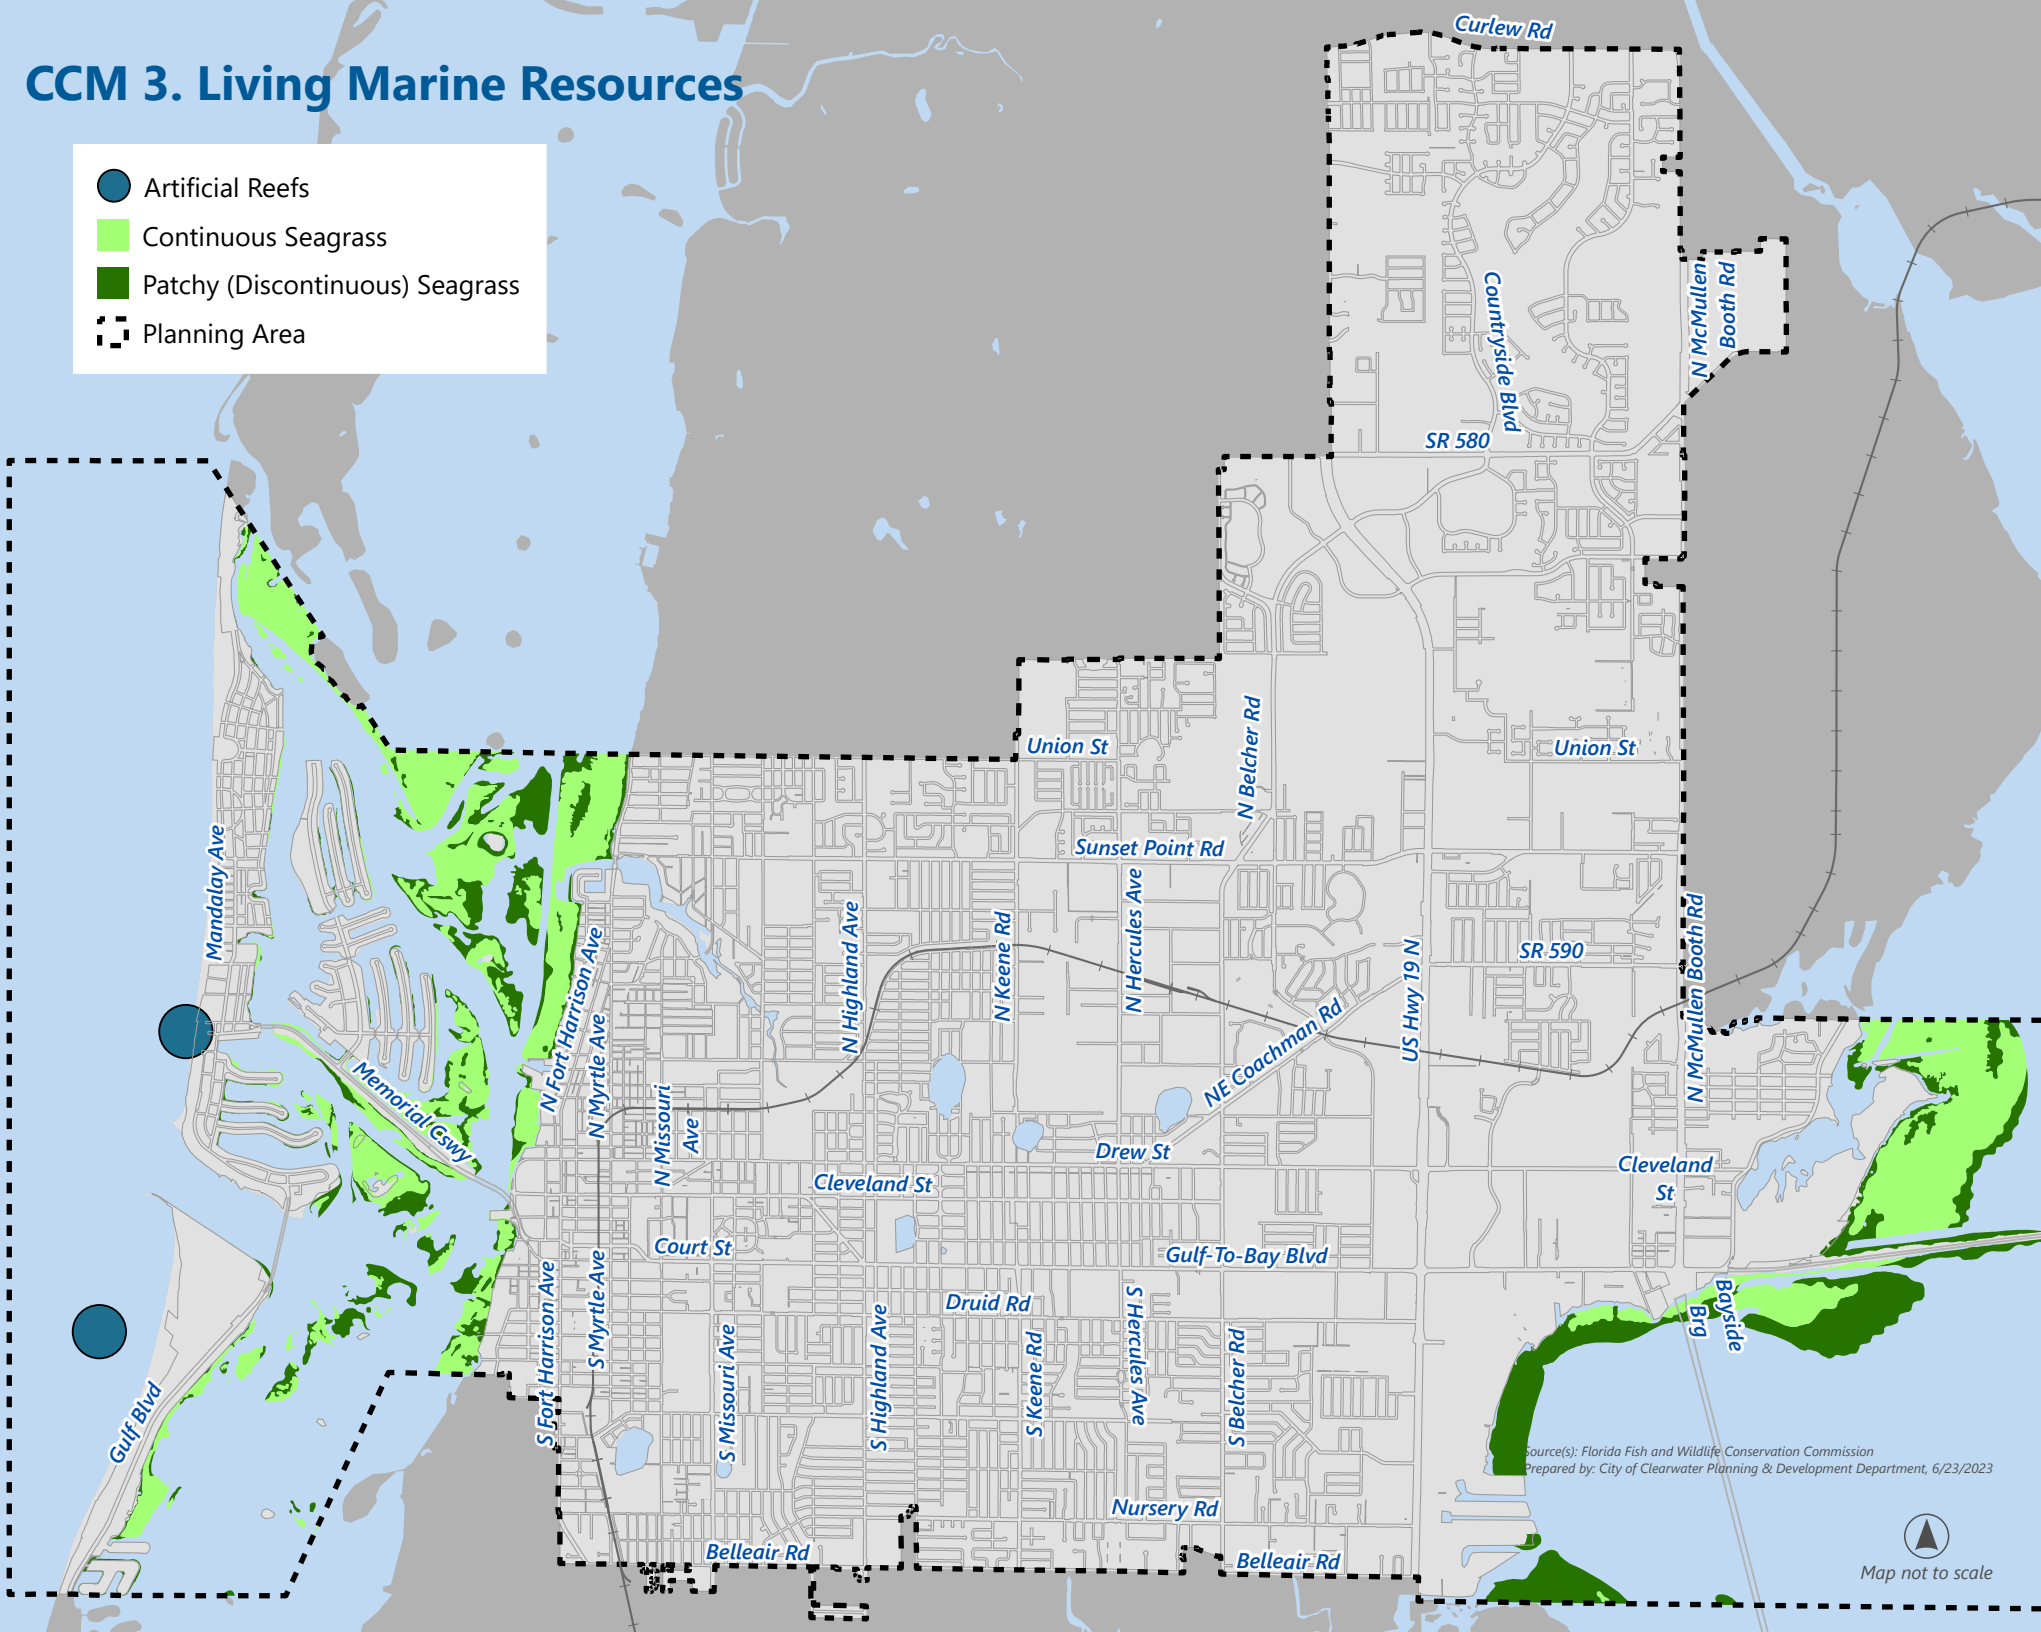 Curlew Rd
CCM 3. Living Marine Resources
Artificial Reefs
Continuous Seagrass
Patchy (Discontinuous) Seagrass
Planning Area
N McMullen
Booth Rd
Countryside Blvd
SR 580
N Belcher Rd
Union St
Union St
Sunset Point Rd
Mandalay Ave
N Hercules Ave
N Highland Ave
N Keene Rd
N Fort Harrison Ave
US Hwy 19 N
SR 590
N McMullen Booth Rd
N Myrtle Ave
NE Coachman Rd
Memorial Cswy
N Missouri
Ave
Drew St
Cleveland St
Cleveland
St
Court St
Gulf-To-Bay Blvd
S Fort Harrison Ave
S Myrtle Ave
Druid Rd
S Hercules Ave
Bayside
Brg
S Missouri Ave
S Highland Ave
S Keene Rd
S Belcher Rd
Gulf Blvd
Source(s): Florida Fish and Wildlife Conservation Commission
Prepared by: City of Clearwater Planning & Development Department, 6/23/2023
Nursery Rd
Belleair Rd
Belleair Rd
Map not to scale